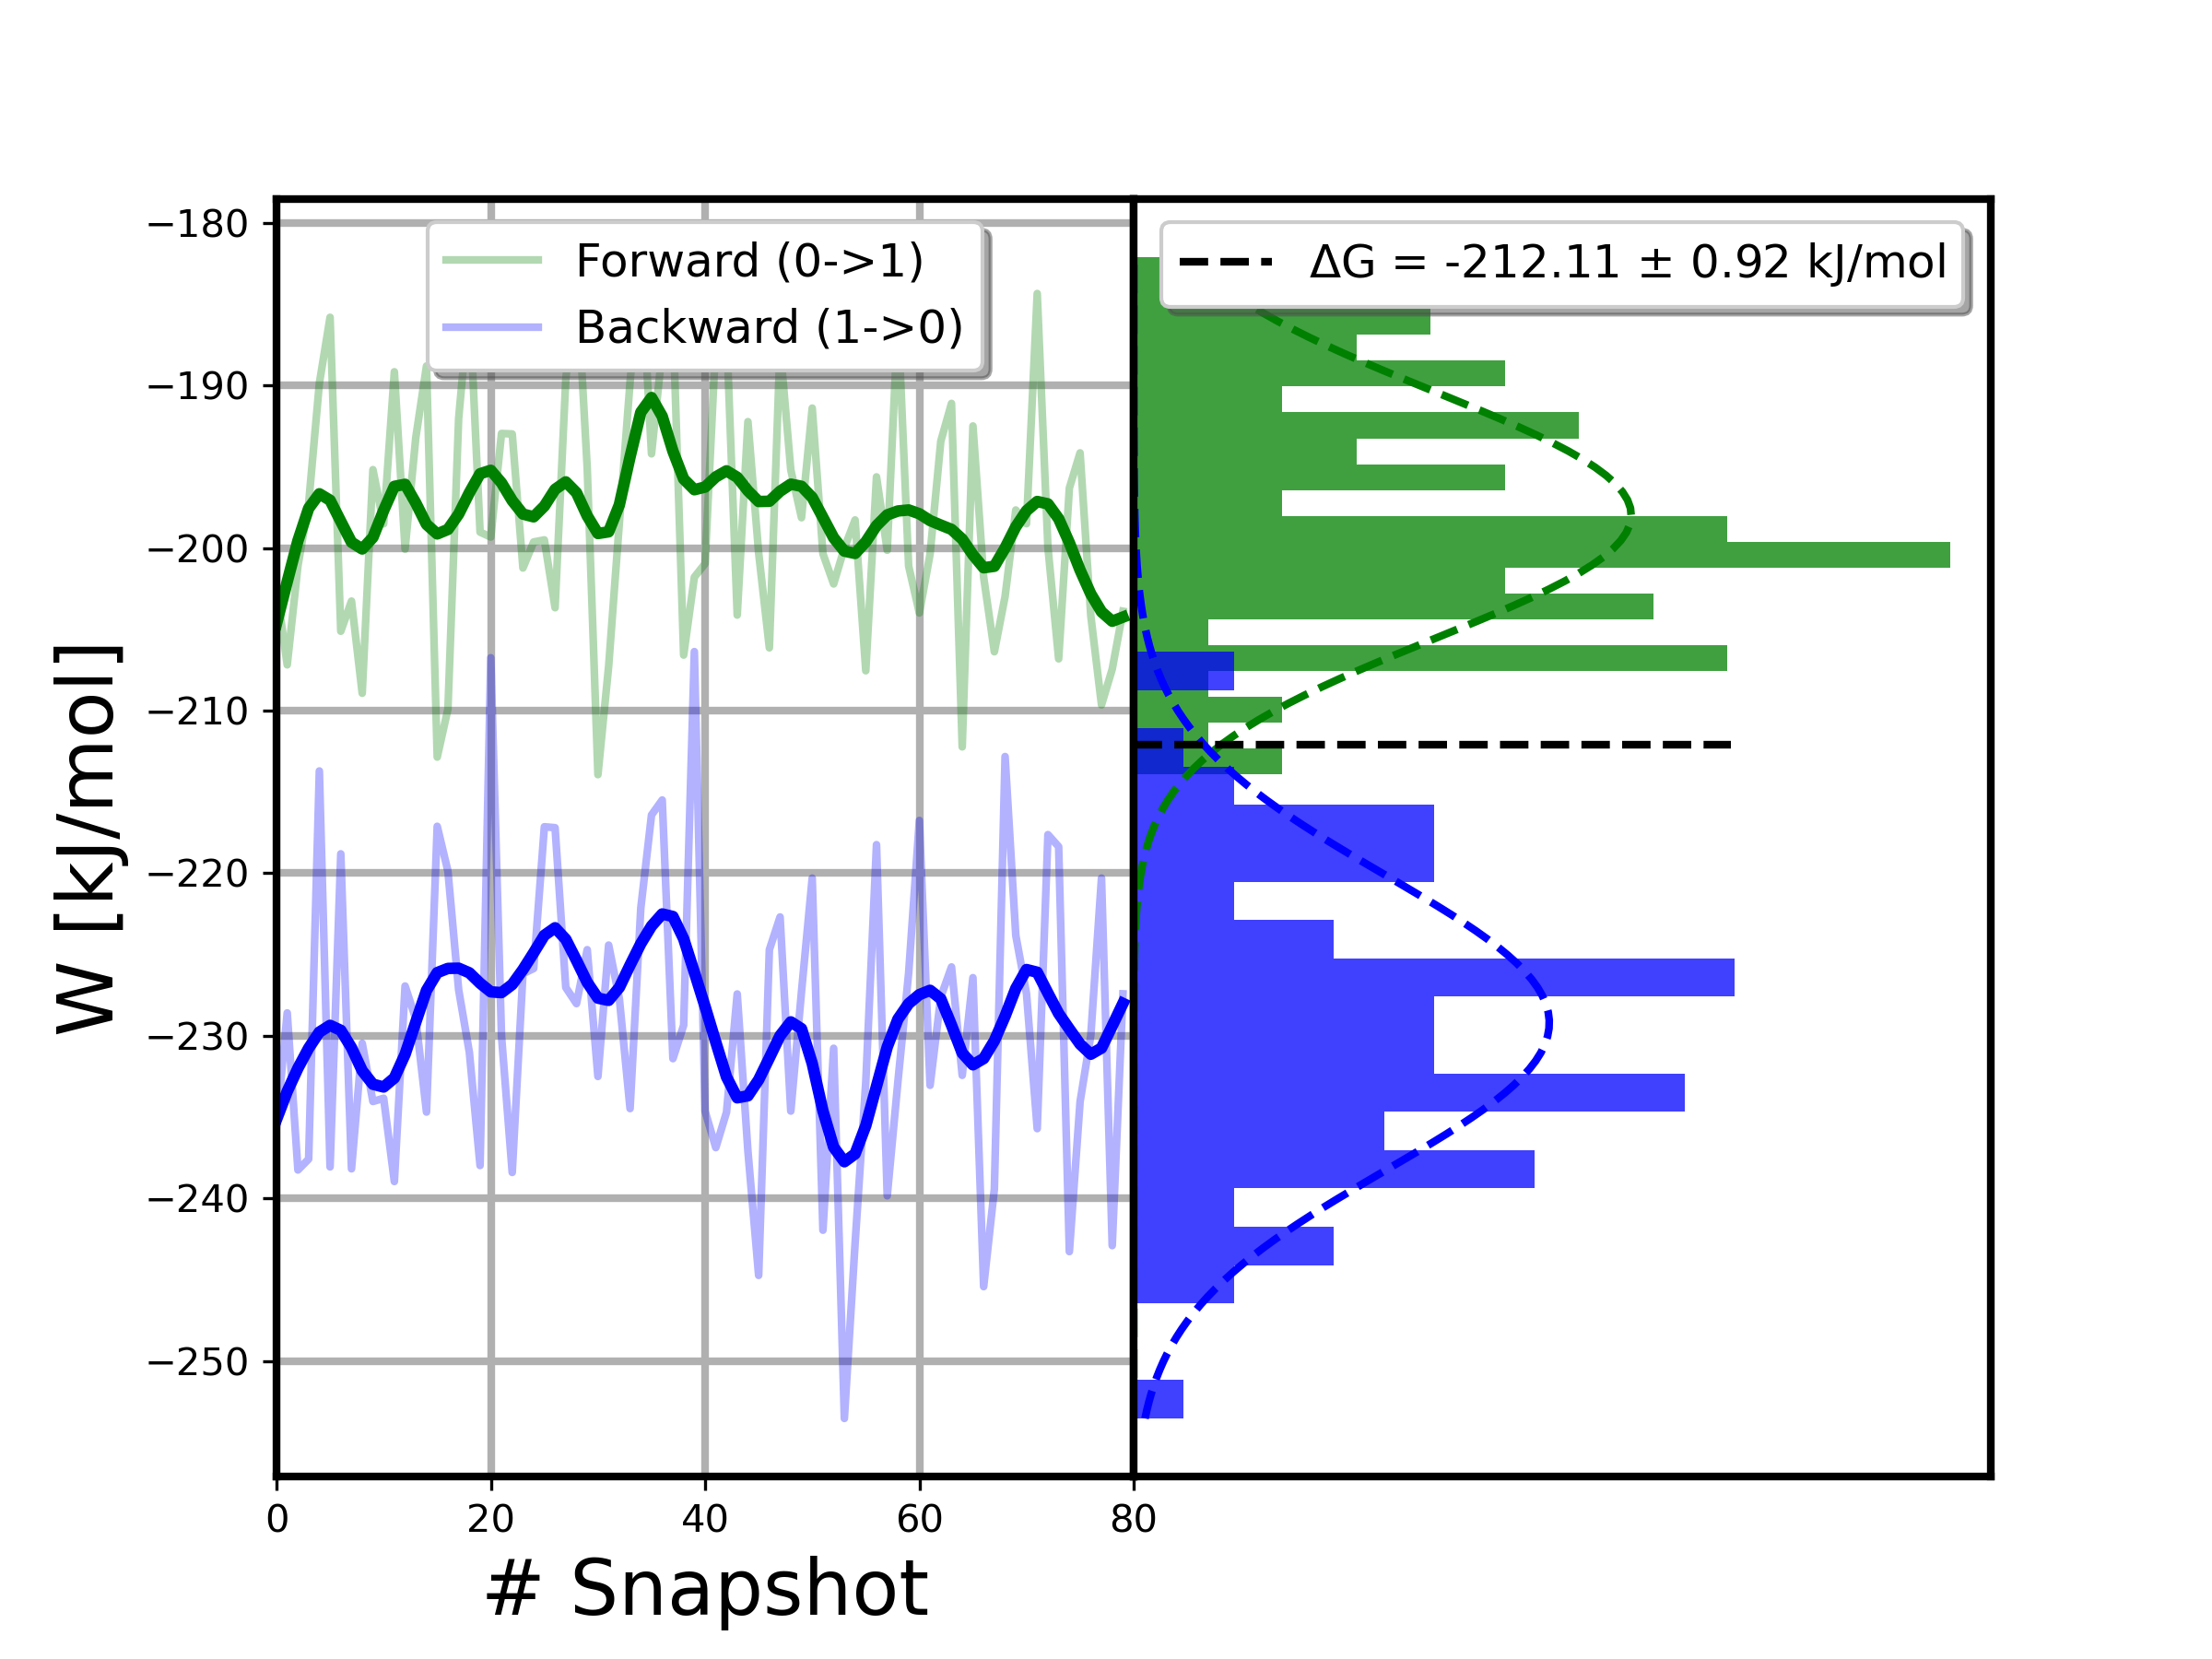 −180
−190
−200
−210
−220
−230
−240
−250
W [kJ/mol]
Forward (0->1)
Backward (1->0)
ΔG = -212.11 ± 0.92 kJ/mol
0 20 40 60 80
# Snapshot